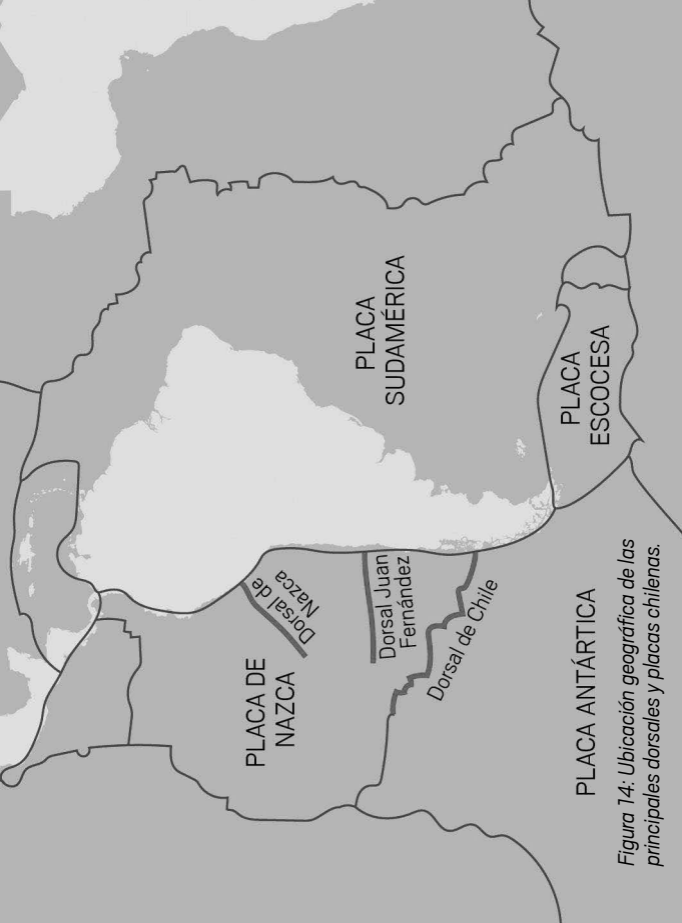 PLACA
SUDAMÉRICA
PLACA
ESCOCESA
Dorsal de
Nazca
Dorsal Juan
Fernández
Dorsal de Chile
PLACA DE
NAZCA
PLACA ANTÁRTICA
Figura 14: Ubicación geográfica de las
principales dorsales y placas chilenas.